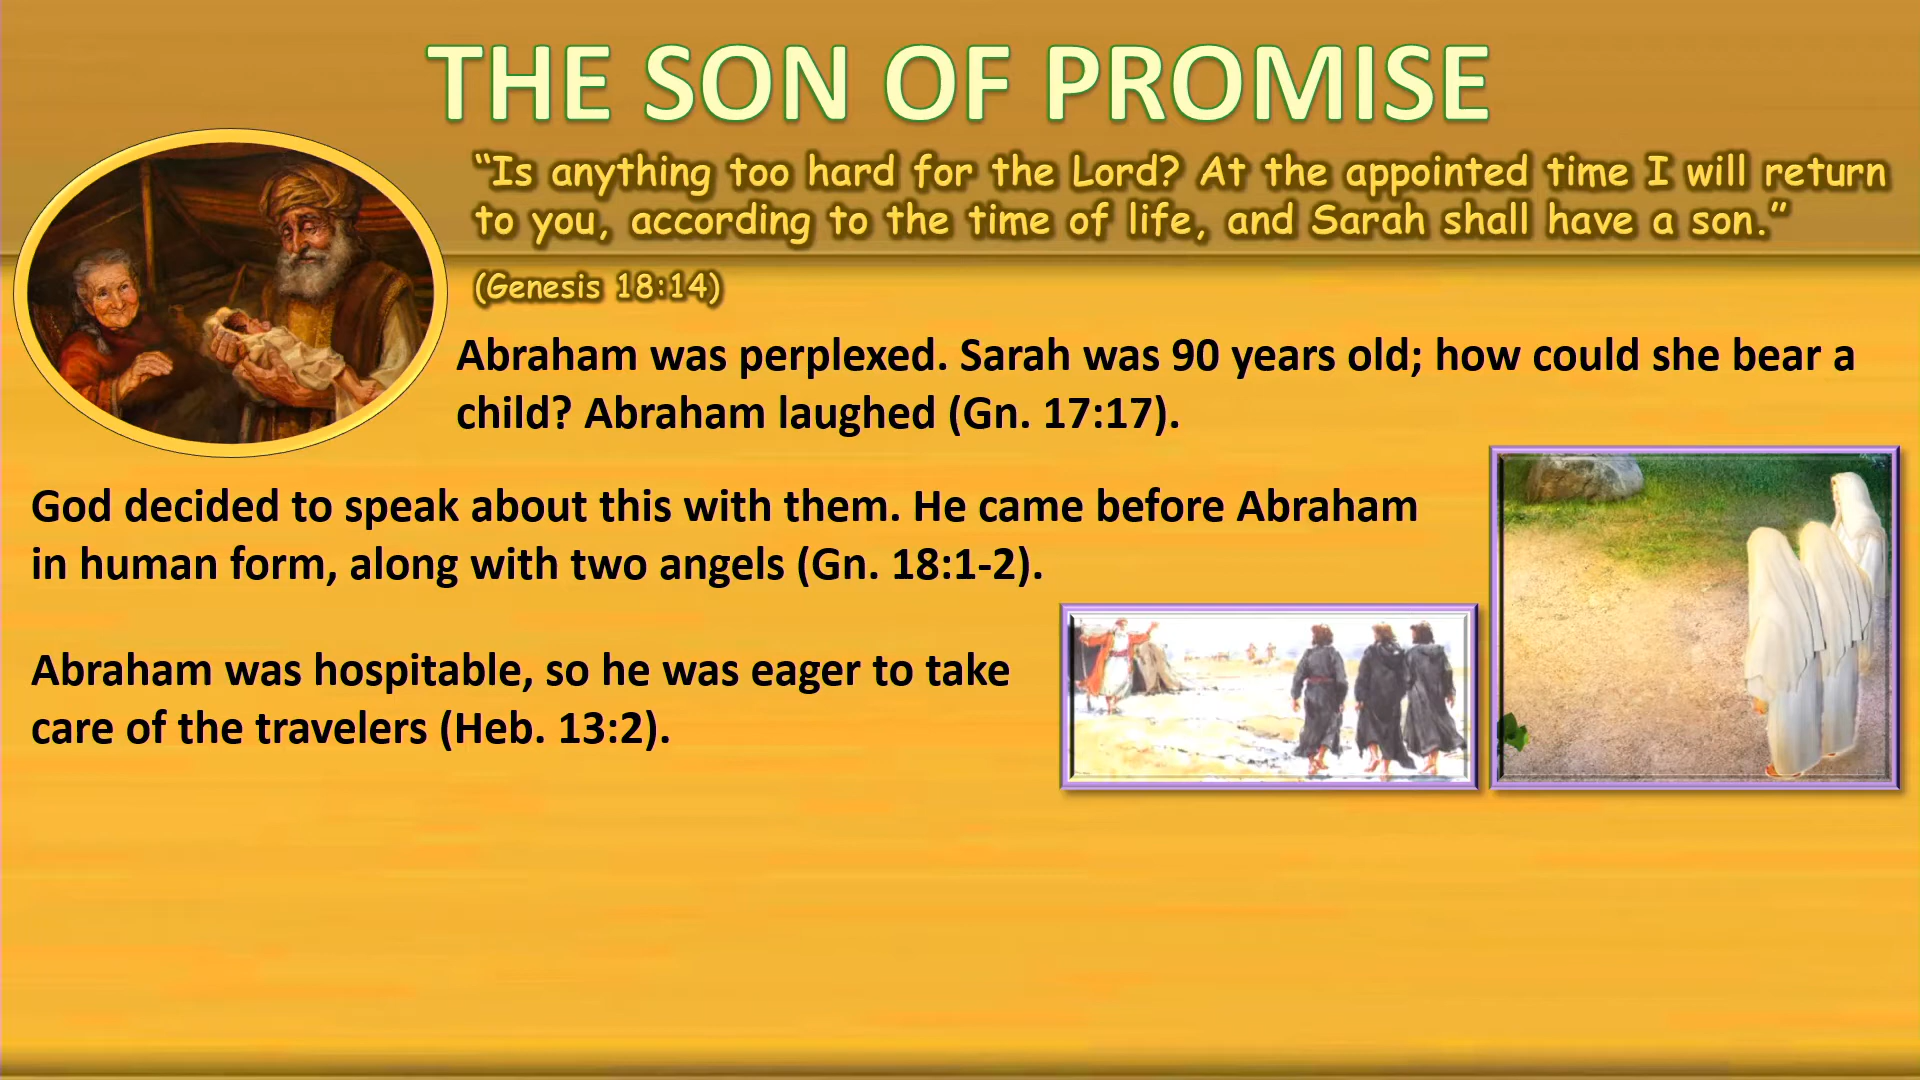 THE SON OF PROMISE
“Is anything too hard for the Lord? At the appointed time I will return
to you, according to the time of life, and Sarah shall have a son.”
(Genesis 18:14)
Abraham was perplexed. Sarah was 90 years old; how could she bear a
child? Abraham laughed (Gn. 17:17).
God decided to speak about this with them. He came before Abraham
in human form, along with two angels (Gn. 18:1-2).
Abraham was hospitable, so he was eager to take
care of the travelers (Heb. 13:2).